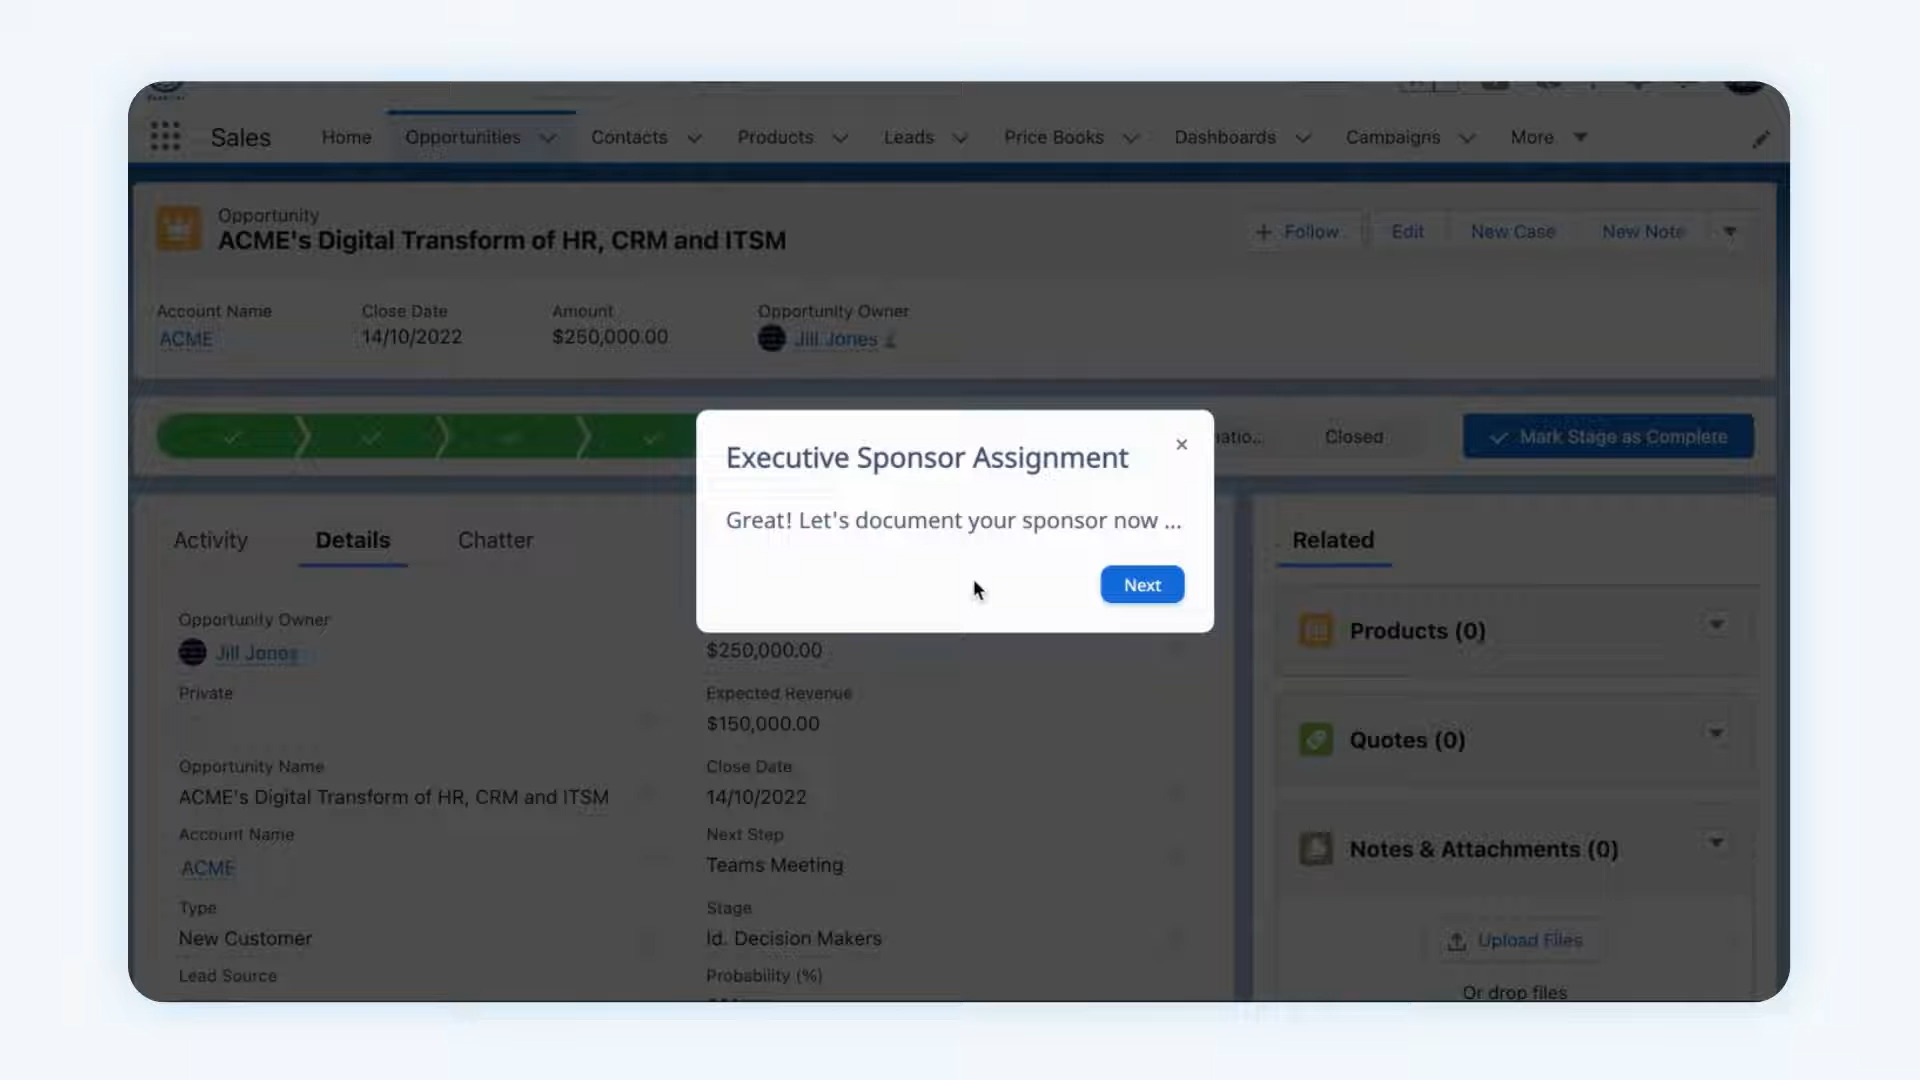 Sales Home Opportunities Contacts Products Leads Price Books Dashboards Campaigns More
Opportunity
ACME's Digital Transform of HR, CRM and ITSM
+ Follow Edit New Case New Note
Account Name Close Date Amount Opportunity Owner
ACME 14/10/2022 $250,000.00 Jill Jones
Closed Mark Stage as Complete
Executive Sponsor Assignment
Great! Let's document your sponsor now ...
Next
Activity Details Chatter
Opportunity Owner
Jill Jones
$250,000.00
Private Expected Revenue
$150,000.00
Opportunity Name Close Date
ACME's Digital Transform of HR, CRM and ITSM 14/10/2022
Account Name Next Step
ACME Teams Meeting
Type Stage
New Customer Id. Decision Makers
Lead Source Probability (%)
Related
Products (0)
Quotes (0)
Notes & Attachments (0)
Upload Files
Or drop files